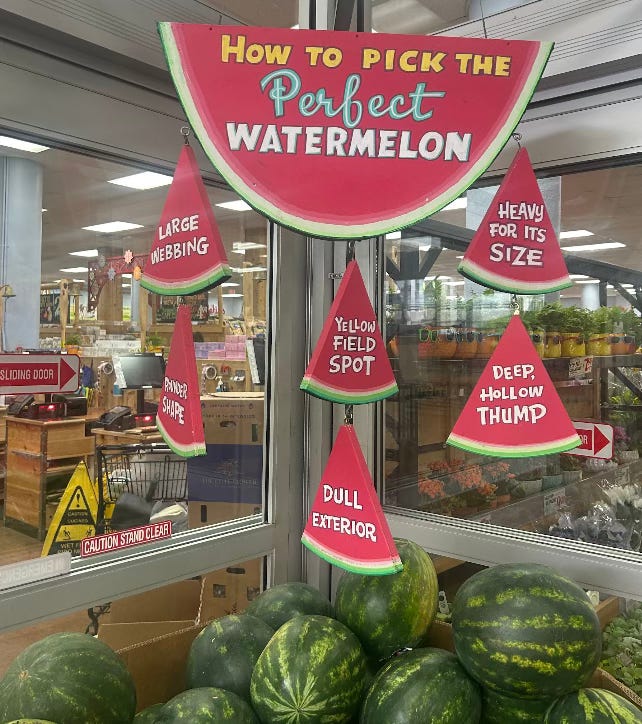 HOW TO PICK THE
Perfect
WATERMELON
LARGE
WEBBING
HEAVY
FOR ITS
SIZE
YELLOW
FIELD
SPOT
SHAPE
DEEP,
HOLLOW
THUMP
DULL
EXTERIOR
SLIDING DOOR
CAUTION
CAUTION STAND CLEAR